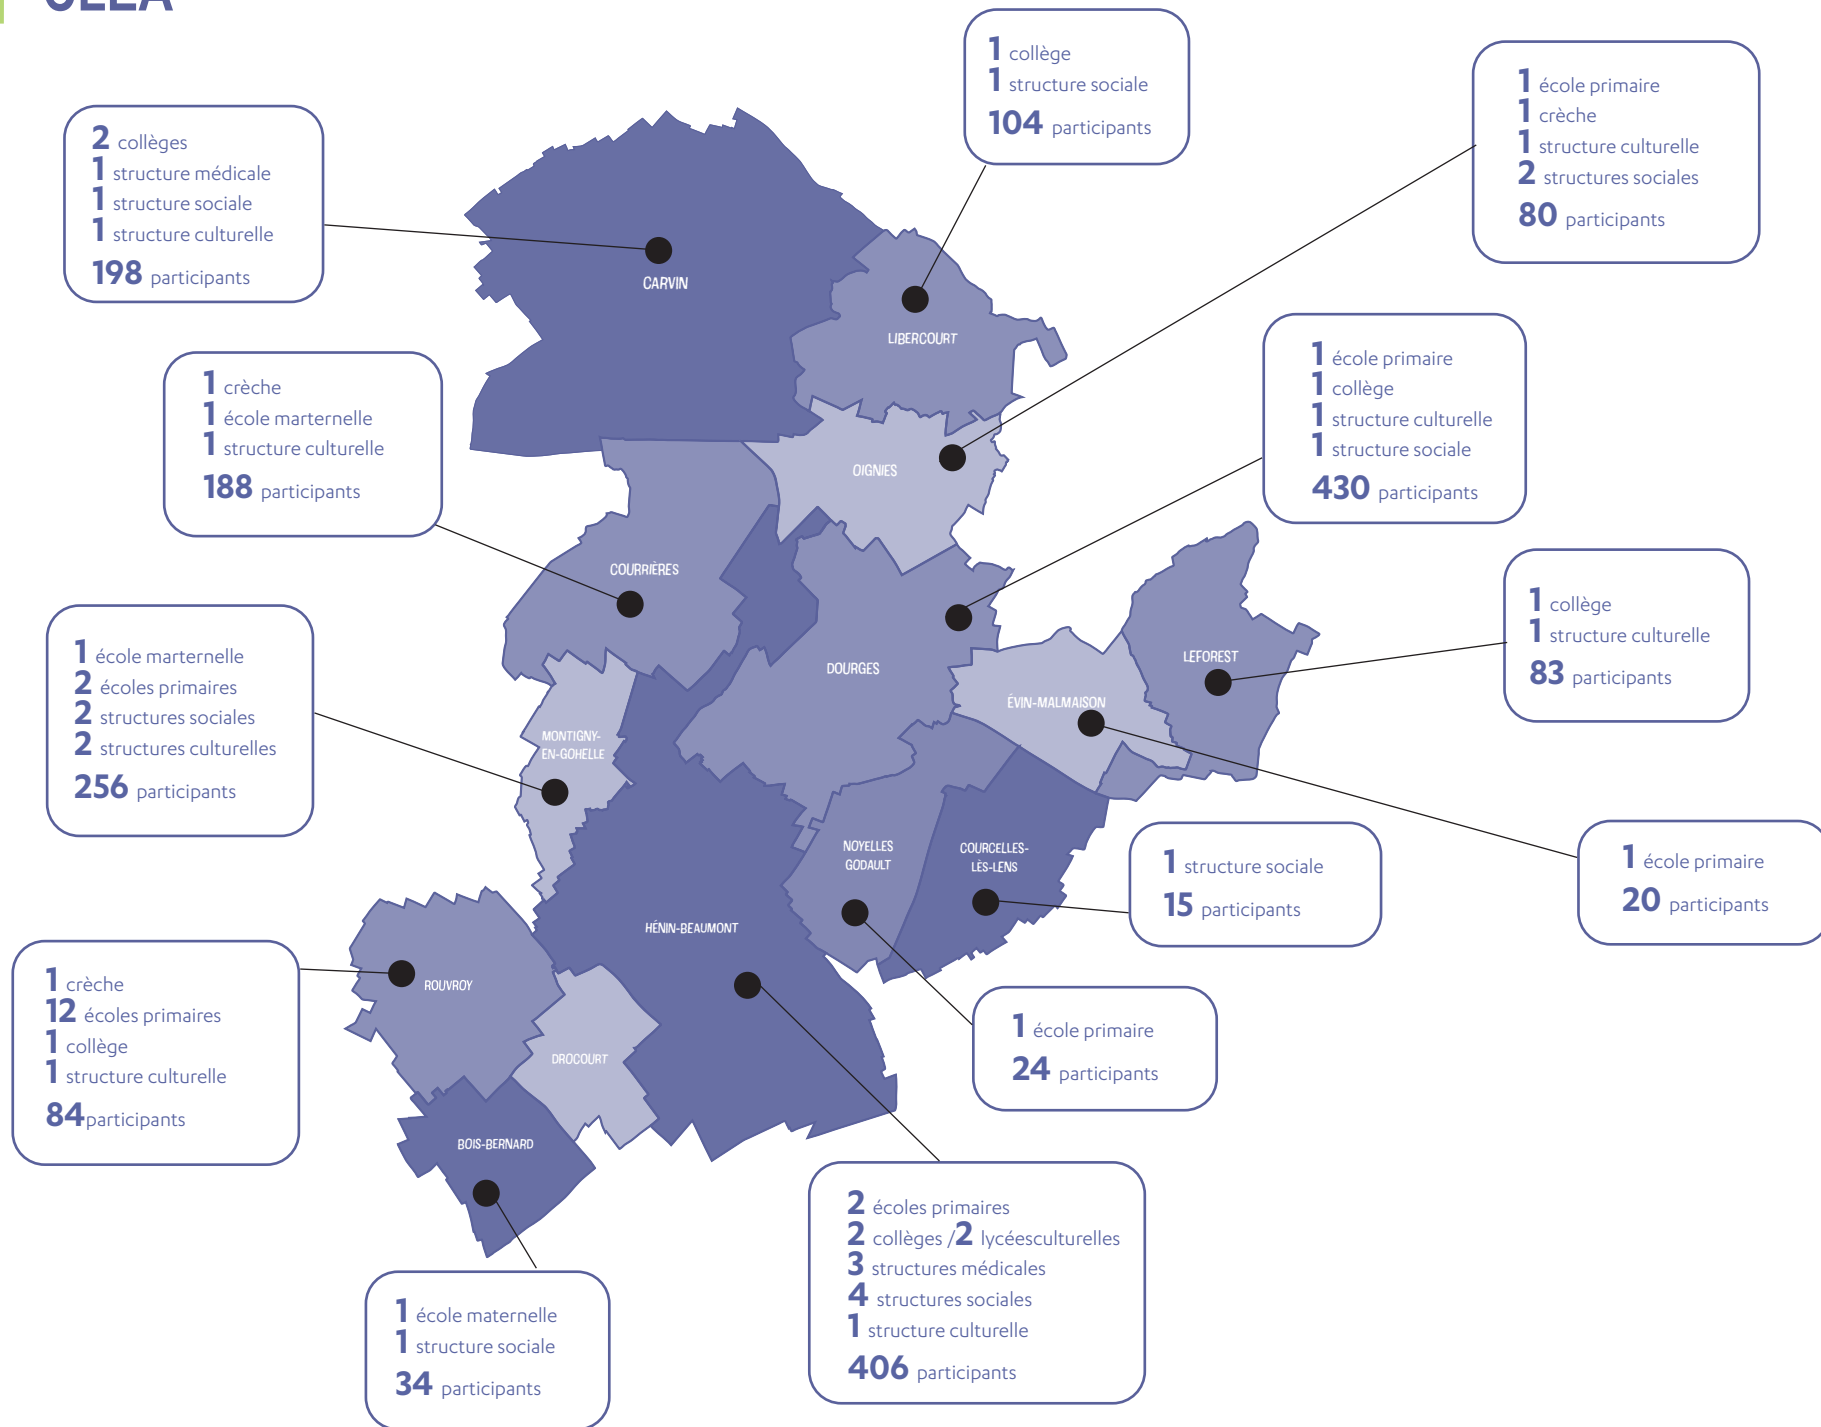 1 collège
1 structure sociale
104 participants
1 école primaire
1 crèche
1 structure culturelle
2 structures sociales
80 participants
2 collèges
1 structure médicale
1 structure sociale
1 structure culturelle
198 participants
CARVIN
LIBERCOURT
1 école primaire
1 collège
1 structure culturelle
1 structure sociale
430 participants
1 crèche
1 école marternelle
1 structure culturelle
188 participants
OIGNIES
COURRIÈRES
1 collège
1 structure culturelle
83 participants
1 école marternelle
2 écoles primaires
2 structures sociales
2 structures culturelles
256 participants
DOURGES
LEFOREST
ÉVIN-MALMAISON
MONTIGNY-
EN-GOHELLE
NOYELLES
GODAULT
COURCELLES-
LÈS-LENS
1 structure sociale
15 participants
1 école primaire
20 participants
HÉNIN-BEAUMONT
1 crèche
12 écoles primaires
1 collège
1 structure culturelle
84participants
ROUVROY
DROCOURT
1 école primaire
24 participants
BOIS-BERNARD
2 écoles primaires
2 collèges /2 lycéesculturelles
3 structures médicales
4 structures sociales
1 structure culturelle
406 participants
1 école maternelle
1 structure sociale
34 participants